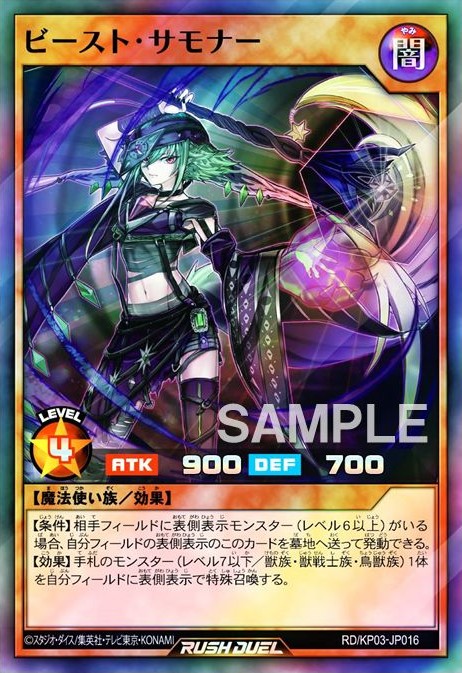 ビースト・サモナー
やみ
闇
SAMPLE
LEVEL
4
ATK 900 DEF 700
【魔法使い族／効果】
【条件】相手フィールドに表側表示モンスター(レベル６以上)がいる
場合、自分フィールドの表側表示のこのカードを墓地へ送って発動できる。
【効果】手札のモンスター(レベル7以下／獣族・獣戦士族・鳥獣族)1体
を自分フィールドに表側表示で特殊召喚する。
©スタジオ・ダイス/集英社・テレビ東京・KONAMI
RUSH DUEL
RD/KP03-JP016